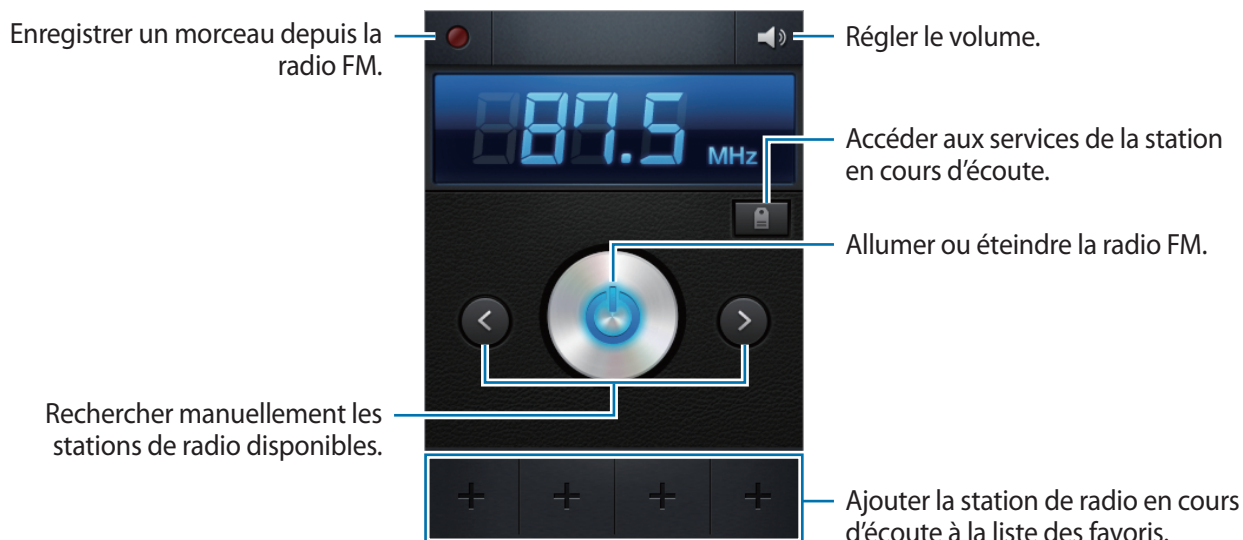 Enregistrer un morceau depuis la
radio FM.
Régler le volume.
87.5
MHz
Accéder aux services de la station
en cours d’écoute.
Allumer ou éteindre la radio FM.
Rechercher manuellement les
stations de radio disponibles.
Ajouter la station de radio en cours
d’écoute à la liste des favoris.